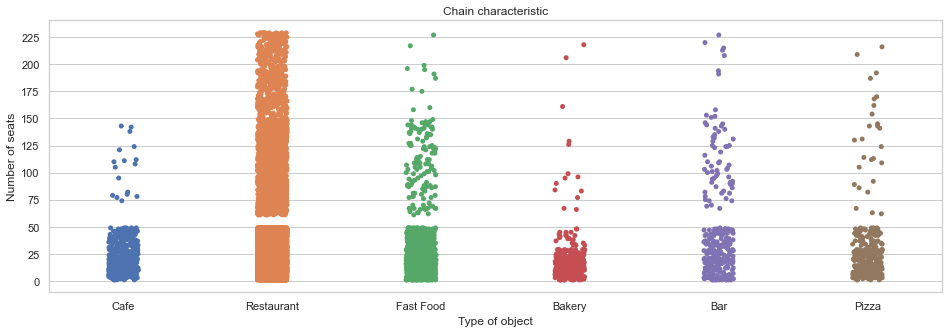 Chain characteristic
Number of seats
225
200
175
150
125
100
75
50
25
0
Cafe Restaurant Fast Food Bakery Bar Pizza
Type of object